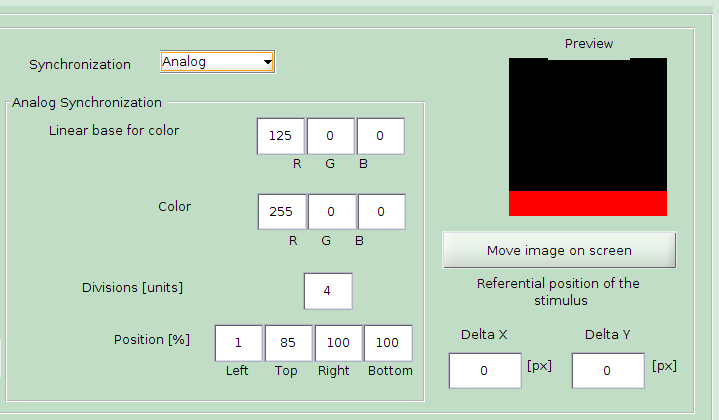 Preview
Synchronization Analog
Analog Synchronization
Linear base for color 125 0 0
R G B
Color 255 0 0
R G B
Move image on screen
Divisions [units] 4
Referential position of the
stimulus
Position [%] 1 85 100 100
Left Top Right Bottom
Delta X Delta Y
0 [px] 0 [px]